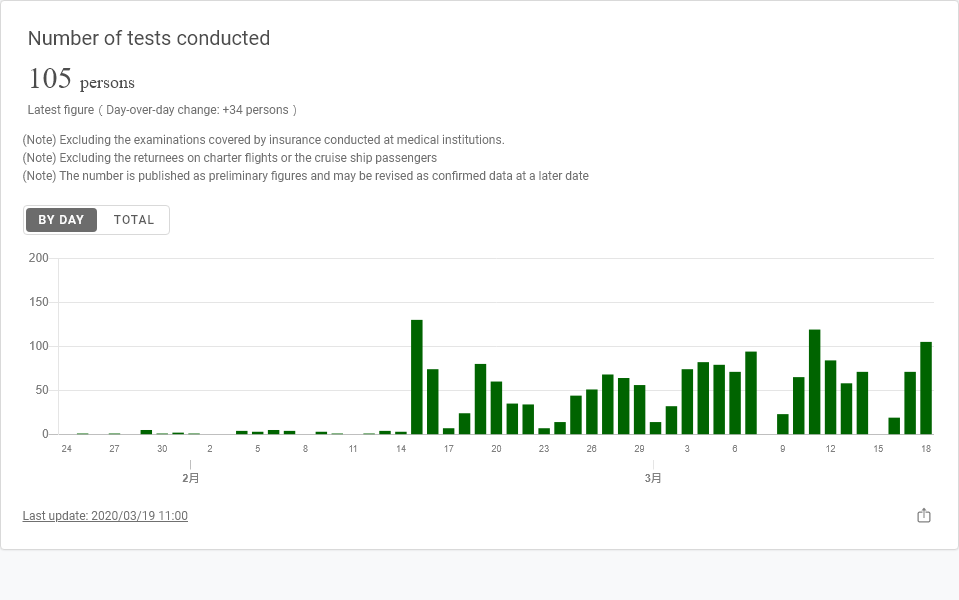 Number of tests conducted
105 persons
Latest figure ( Day-over-day change: +34 persons )
(Note) Excluding the examinations covered by insurance conducted at medical institutions.
(Note) Excluding the returnees on charter flights or the cruise ship passengers
(Note) The number is published as preliminary figures and may be revised as confirmed data at a later date
BY DAY TOTAL
200
150
100
50
0
24 27 30 2 5 8 11 14 17 20 23 26 29 3 6 9 12 15 18
2月 3月
Last update: 2020/03/19 11:00